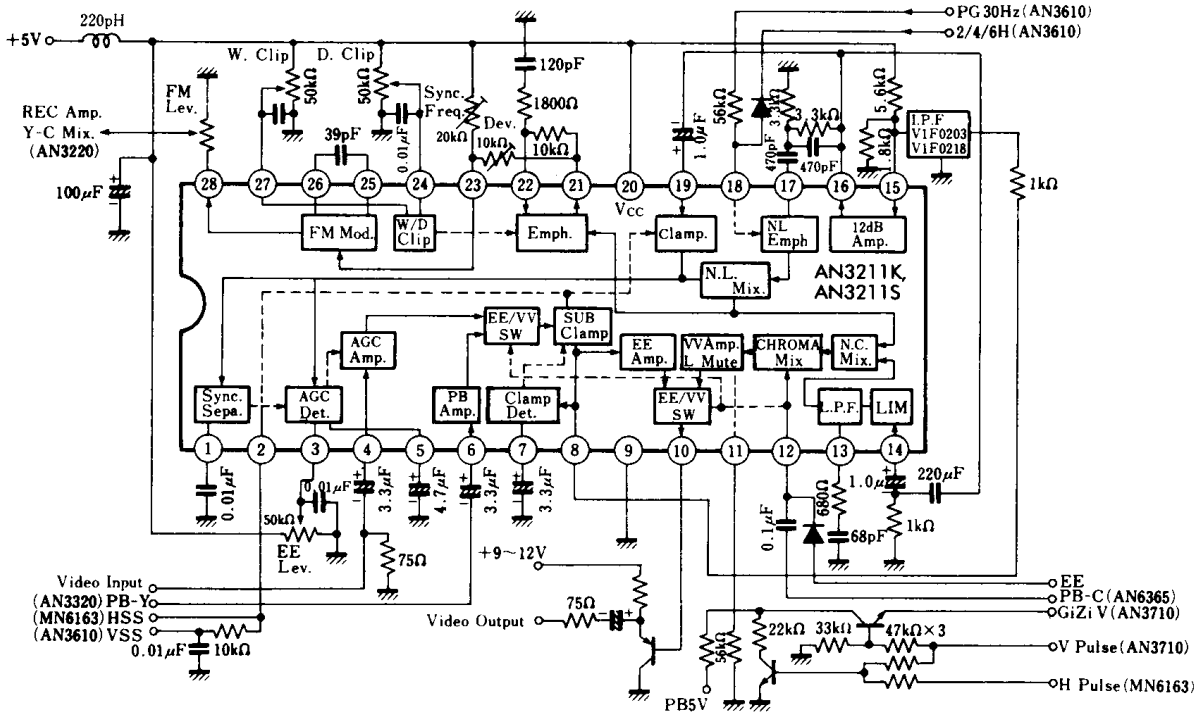 220pH
+5V
W. Clip
D. Clip
50kΩ
50kΩ
0.01µF
FM
Lev.
REC Amp.
Y-C Mix.
(AN3220)
100µF
39pF
Sync.
Freq.
20kΩ
Dev.
10kΩ
120pF
1800Ω
10kΩ
1.0µF
56kΩ
3.3kΩ
3.3kΩ
470pF
470pF
5.6kΩ
1.8kΩ
PG30Hz(AN3610)
2/4/6H(AN3610)
I.P.F
V1F0203
V1F0218
1kΩ
28
27
26
25
24
23
22
21
20
19
18
17
16
15
Vcc
FM Mod.
W/D
Clip
Emph.
Clamp.
NL
Emph
12dB
Amp.
AN3211K,
AN3211S
N.L.
Mix.
AGC
Amp.
EE/VV
SW
SUB
Clamp
EE
Amp.
VVAmp.
L Mute
CHROMA
Mix
N.C.
Mix.
Sync.
Sepa.
AGC
Det.
PB
Amp.
Clamp
Det.
EE/VV
SW
L.P.F.
LIM
1
2
3
4
5
6
7
8
9
10
11
12
13
14
0.01µF
0.01µF
50kΩ
EE
Lev.
3.3µF
4.7µF
3.3µF
3.3µF
75Ω
0.1µF
680Ω
68pF
1.0µ
220µF
1kΩ
Video Input
(AN3320)PB-Y
(MN6163)HSS
(AN3610)VSS
0.01µF
10kΩ
+9~12V
75Ω
Video Output
56kΩ
PB5V
22kΩ
33kΩ
47kΩ×3
EE
PB-C(AN6365)
GiZi V(AN3710)
V Pulse(AN3710)
H Pulse(MN6163)